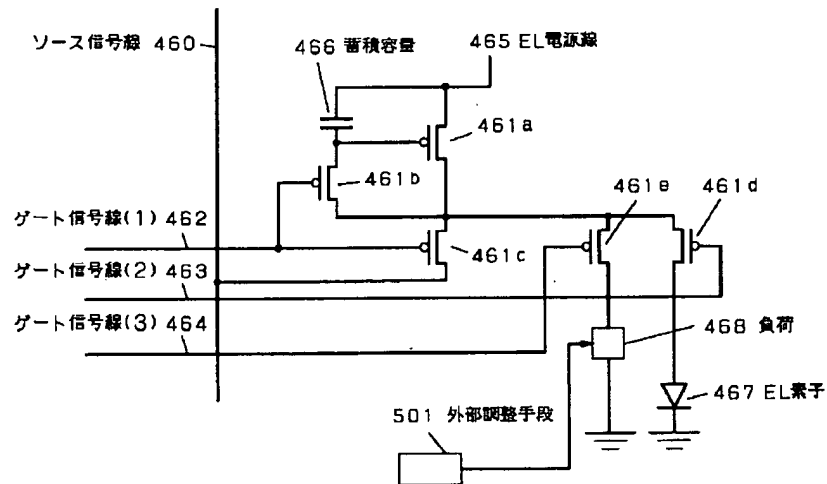 ソース信号線 460
466 蓄積容量
465 EL電源線
461a
461b
461e
461d
ゲート信号線(1) 462
461c
ゲート信号線(2) 463
ゲート信号線(3) 464
468 負荷
467 EL素子
501 外部調整手段